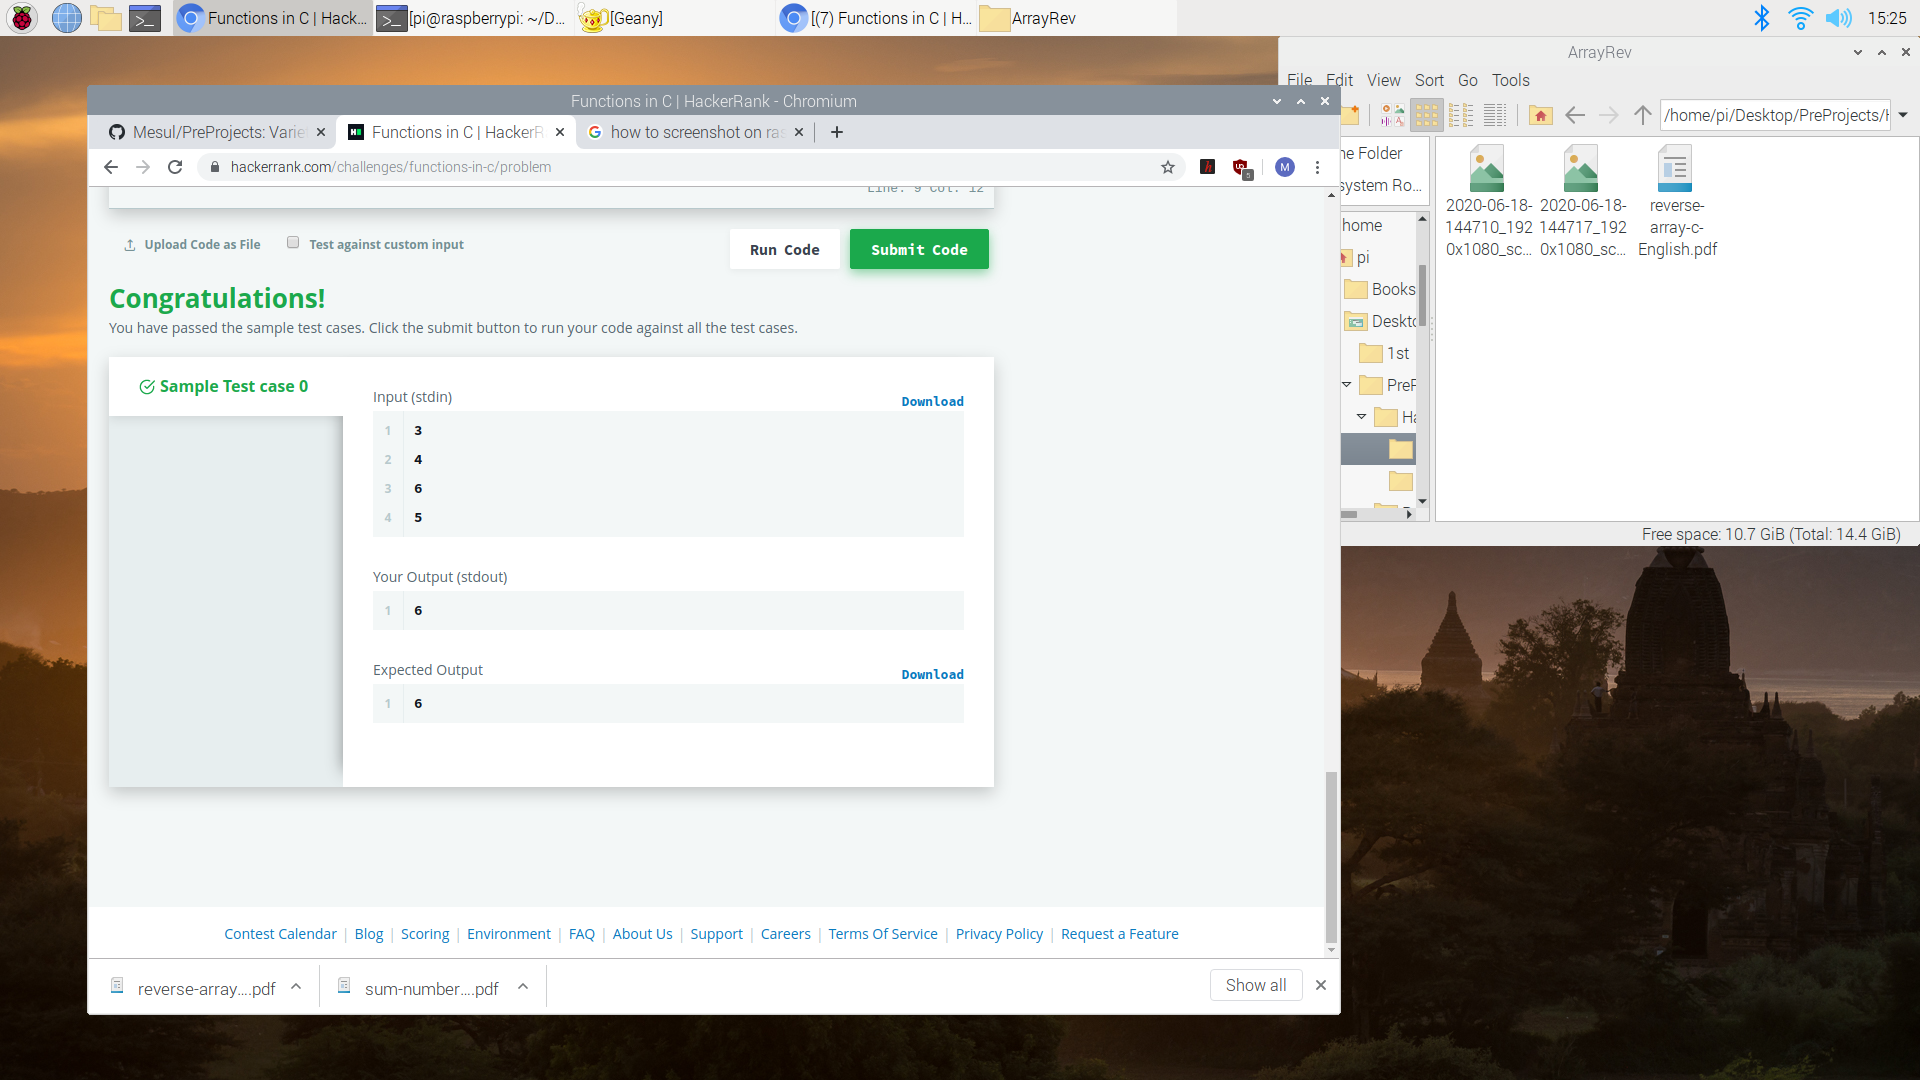 Functions in C | Hack...
[pi@raspberrypi: ~/D...
[Geany]
[(7) Functions in C | H...
ArrayRev
15:25
ArrayRev
File Edit View Sort Go Tools
/home/pi/Desktop/PreProjects/
Functions in C | HackerRank - Chromium
Mesul/PreProjects: Varie
Functions in C | HackerR
how to screenshot on ras
hackerrank.com/challenges/functions-in-c/problem
M
5
Line: 9 Col: 12
Upload Code as File
Test against custom input
Run Code
Submit Code
Congratulations!
You have passed the sample test cases. Click the submit button to run your code against all the test cases.
Sample Test case 0
Input (stdin)
Download
1 3
2 4
3 6
4 5
Your Output (stdout)
1 6
Expected Output
Download
1 6
Contest Calendar | Blog | Scoring | Environment | FAQ | About Us | Support | Careers | Terms Of Service | Privacy Policy | Request a Feature
reverse-array....pdf
sum-number....pdf
Show all
ne Folder
system Ro...
home
pi
Books
Deskto
1st
PreP
Ha
2020-06-18-
144710_192
0x1080_sc...
2020-06-18-
144717_192
0x1080_sc...
reverse-
array-c-
English.pdf
Free space: 10.7 GiB (Total: 14.4 GiB)